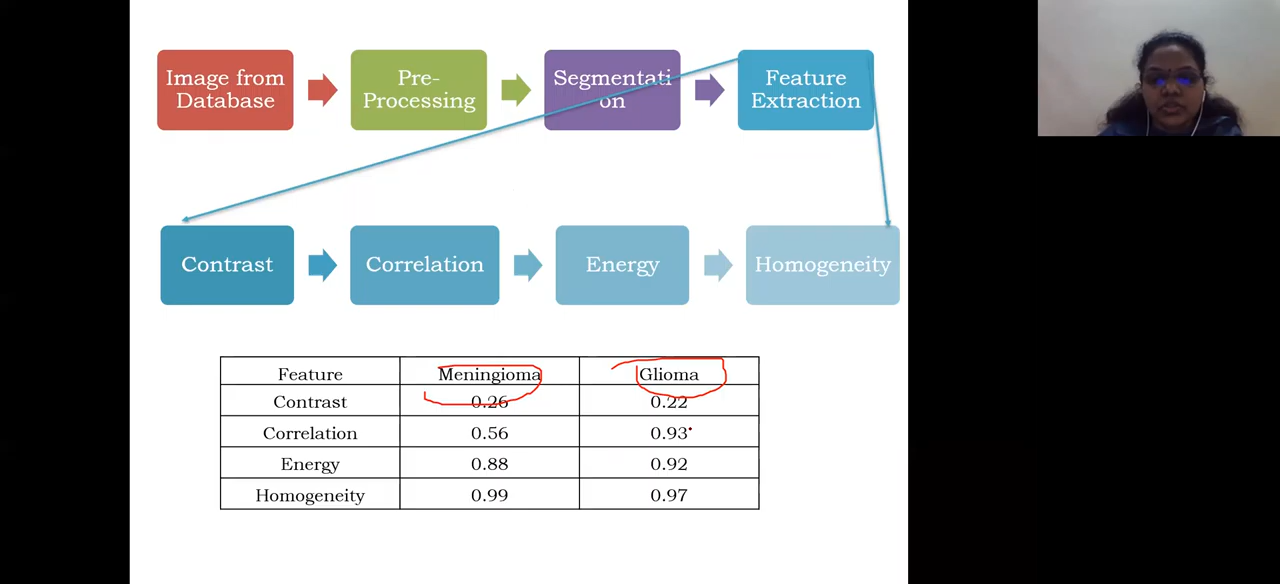 Image from
Database
Pre-
Processing
Segmentati
on
Feature
Extraction
Contrast
Correlation
Energy
Homogeneity
Feature Meningioma Glioma
Contrast 0.26 0.22
Correlation 0.56 0.93
Energy 0.88 0.92
Homogeneity 0.99 0.97